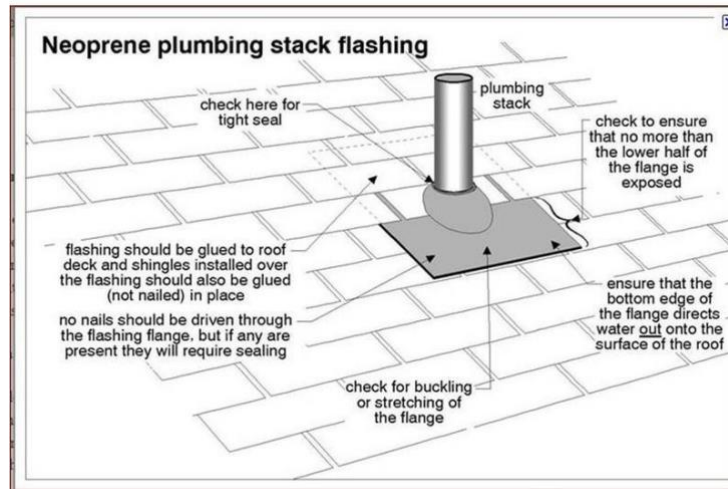 Neoprene plumbing stack flashing
check here for
tight seal
plumbing
stack
check to ensure
that no more than
the lower half of
the flange is
exposed
flashing should be glued to roof
deck and shingles installed over
the flashing should also be glued
(not nailed) in place
no nails should be driven through
the flashing flange, but if any are
present they will require sealing
ensure that the
bottom edge of
the flange directs
water out onto the
surface of the roof
check for buckling
or stretching of
the flange